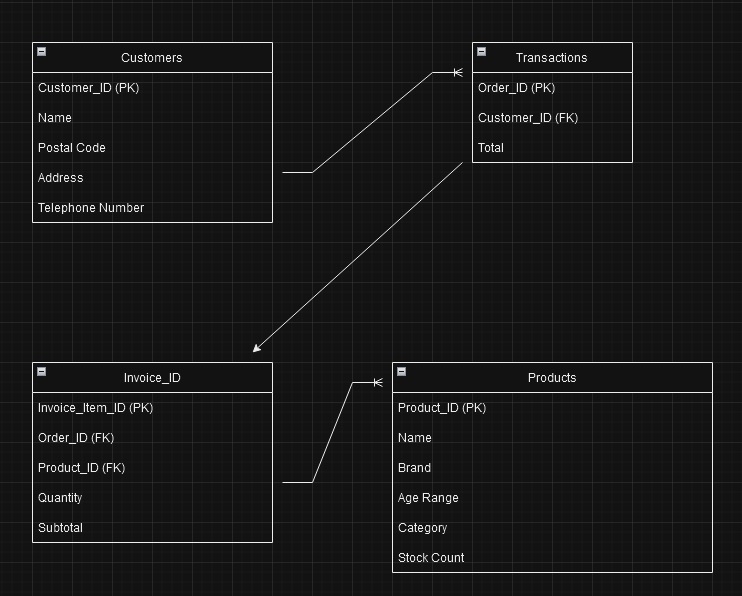 Customers
Customer_ID (PK)
Name
Postal Code
Address
Telephone Number
Transactions
Order_ID (PK)
Customer_ID (FK)
Total
Invoice_ID
Invoice_Item_ID (PK)
Order_ID (FK)
Product_ID (FK)
Quantity
Subtotal
Products
Product_ID (PK)
Name
Brand
Age Range
Category
Stock Count